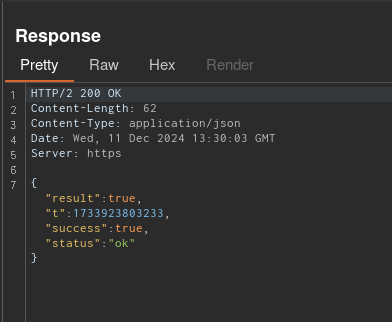 Response
Pretty Raw Hex Render
1 HTTP/2 200 OK
2 Content-Length: 62
3 Content-Type: application/json
4 Date: Wed, 11 Dec 2024 13:30:03 GMT
5 Server: https
6
7 {
"result":true,
"t":1733923803233,
"success":true,
"status":"ok"
}